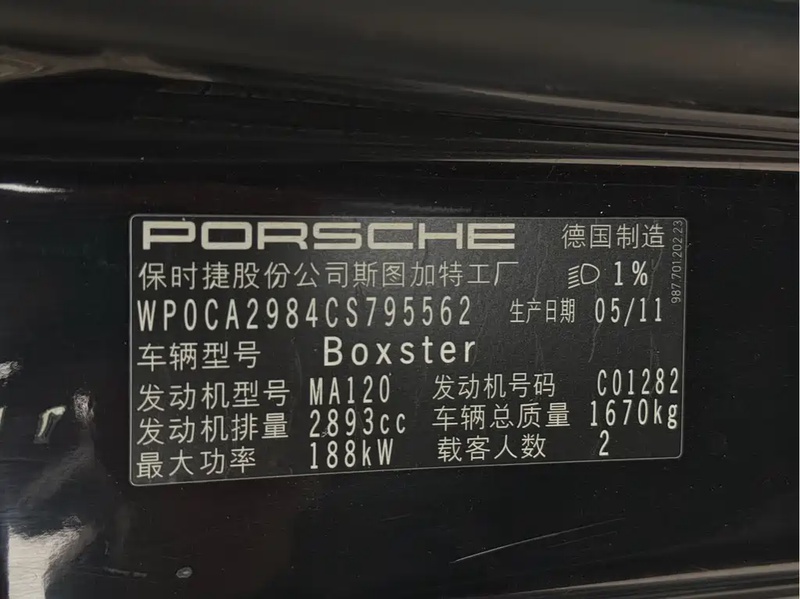 PORSCHE 德国制造
保时捷股份公司斯图加特工厂 1%
WP0CA2984CS795562 生产日期 05/11
车辆型号 Boxster
发动机型号 MA120 发动机号码 C01282
发动机排量 2893cc 车辆总质量 1670kg
最大功率 188kW 载客人数 2
987.701.202.23